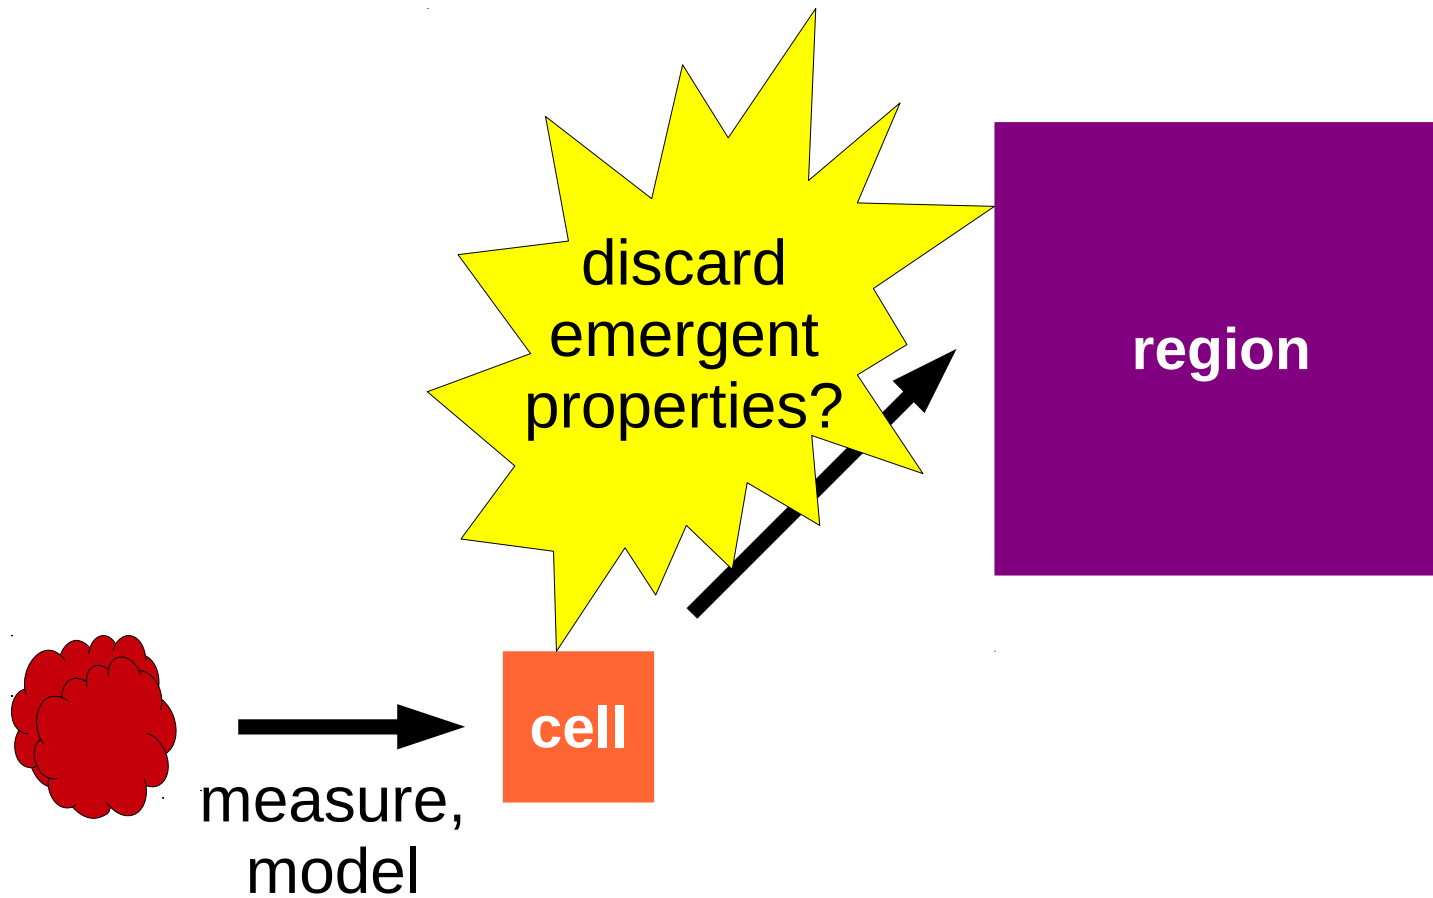 discard
emergent
properties?
region
cell
measure,
model